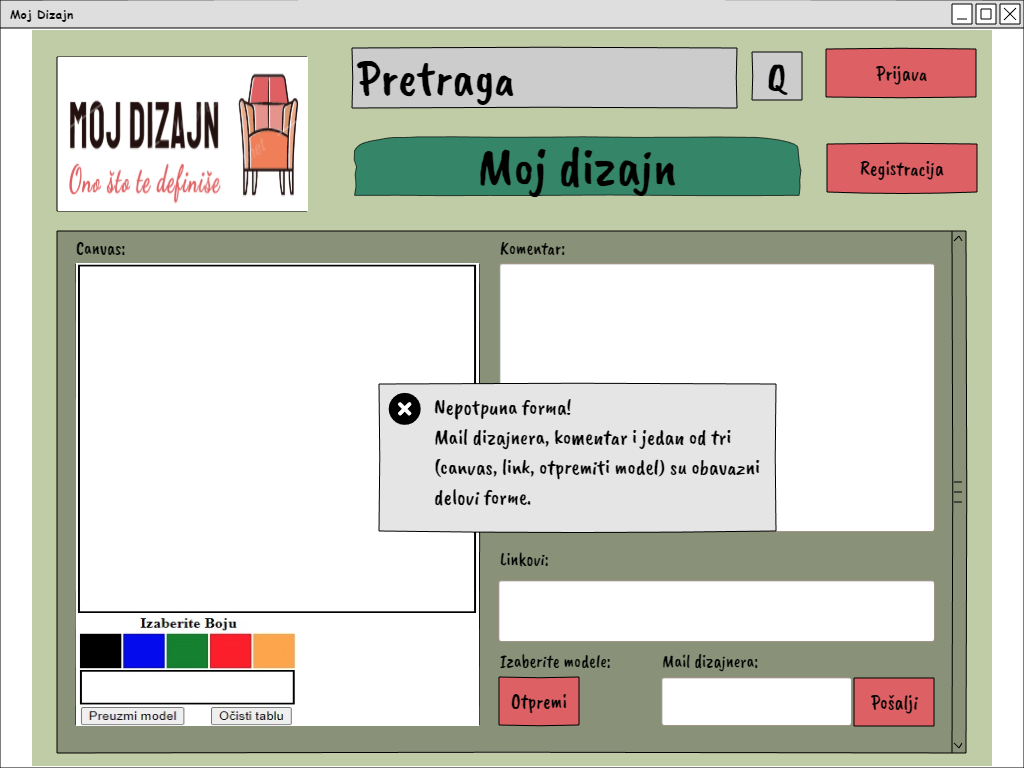 Moj Dizajn
MOJ DIZAJN
Ono što te definiše
Pretraga
Q
Prijava
Moj dizajn
Registracija
Canvas:
Komentar:
Nepotpuna forma!
Mail dizajnera, komentar i jedan od tri
(canvas, link, otpremiti model) su obavazni
delovi forme.
Linkovi:
Izaberite Boju
Preuzmi model
Očisti tablu
Izaberite modele:
Mail dizajnera:
Otpremi
Pošalji